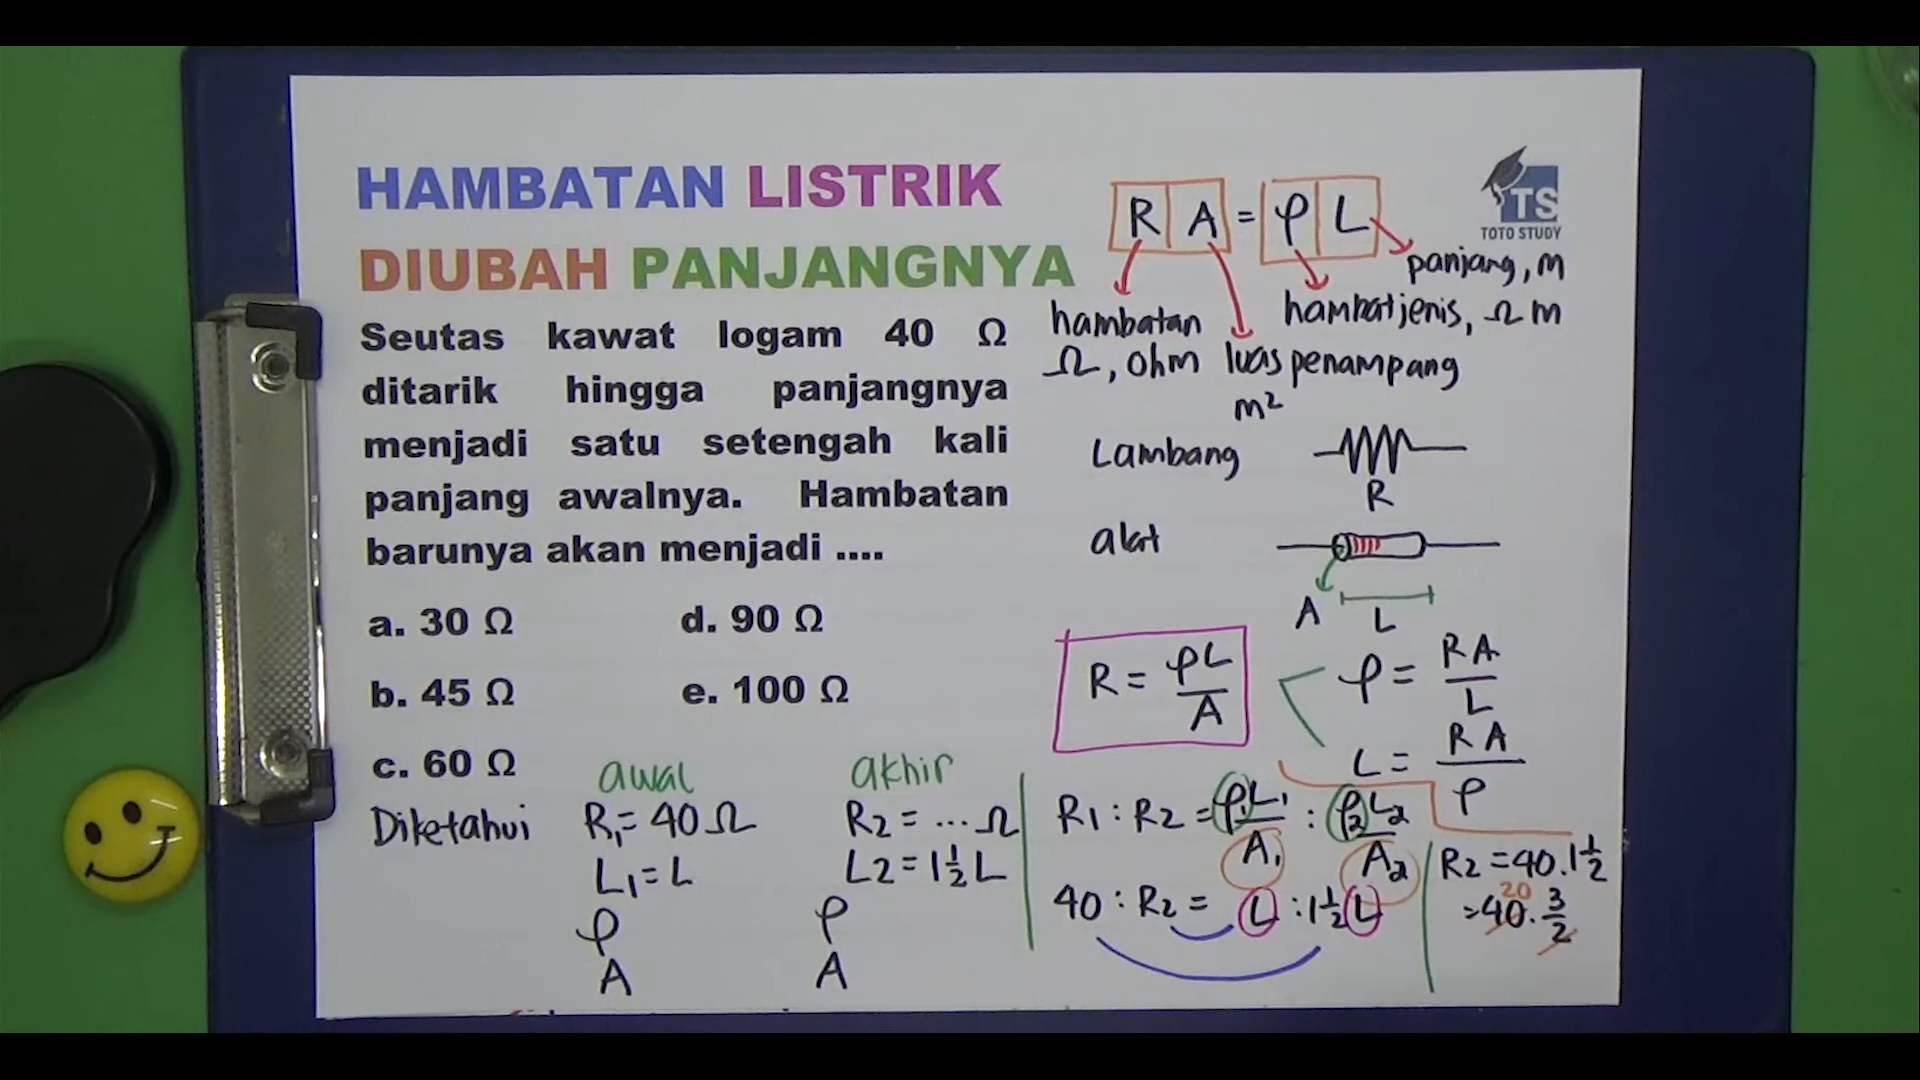 HAMBATAN LISTRIK
DIUBAH PANJANGNYA
Seutas kawat logam 40 Ω
ditarik hingga panjangnya
menjadi satu setengah kali
panjang awalnya. Hambatan
barunya akan menjadi ....
a. 30 Ω
d. 90 Ω
b. 45 Ω
e. 100 Ω
c. 60 Ω
awal
akhir
Diketahui
R₁ = 40 Ω
R2 = ... Ω
L₁ = L
L2 = 1½ L
ρ
ρ
A
A
TS
TOTO STUDY
R A = ρ L
panjang, m
hambatan
Ω, ohm
hambat jenis, Ω m
luas penampang
m²
Lambang
R
alat
A
L
R = ρL / A
ρ = RA / L
L = RA / ρ
R1 : R2 = ρ₁L₁ / A₁ : ρ₂L₂ / A₂
40 : R2 = L : 1½ L
R2 = 40 . 1½
20
= 40 . 3/2